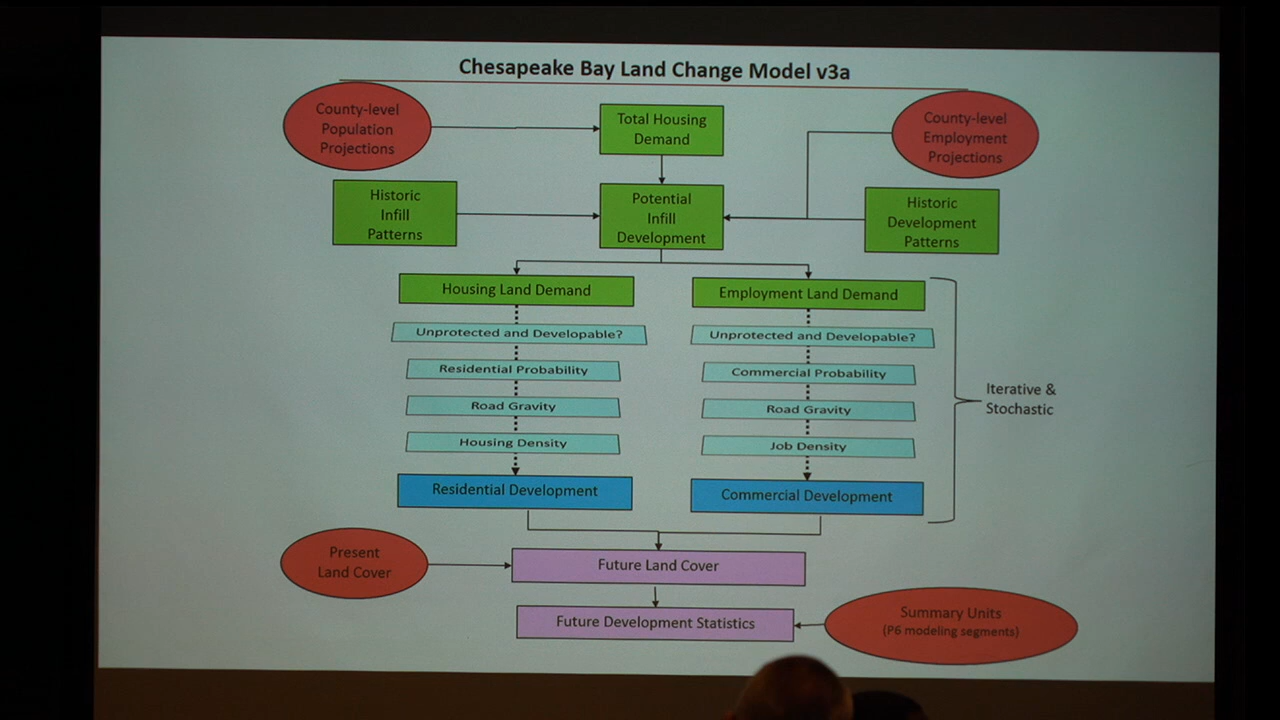 Chesapeake Bay Land Change Model v3a
County-level
Population
Projections
Total Housing
Demand
County-level
Employment
Projections
Historic
Infill
Patterns
Potential
Infill
Development
Historic
Development
Patterns
Housing Land Demand
Employment Land Demand
Unprotected and Developable?
Unprotected and Developable?
Residential Probability
Commercial Probability
Road Gravity
Road Gravity
Housing Density
Job Density
Iterative &
Stochastic
Residential Development
Commercial Development
Present
Land Cover
Future Land Cover
Future Development Statistics
Summary Units
(P6 modeling segments)